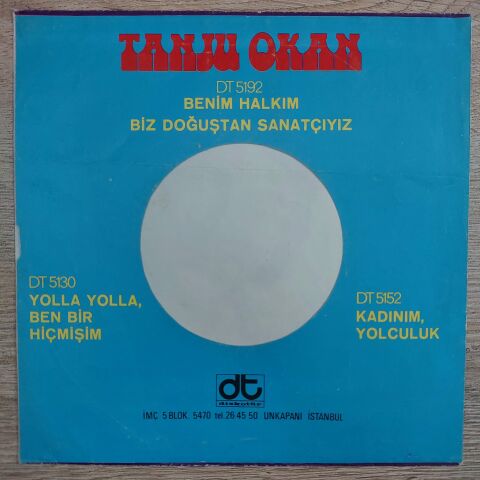 TANJU OKAN
DT 5192
BENİM HALKIM
BİZ DOĞUŞTAN SANATÇIYIZ
DT 5130
YOLLA YOLLA,
BEN BİR
HİÇMİŞİM
DT 5152
KADINIM,
YOLCULUK
dt
İMÇ 5 BLOK. 5470 tel. 26 45 50 UNKAPANI İSTANBUL